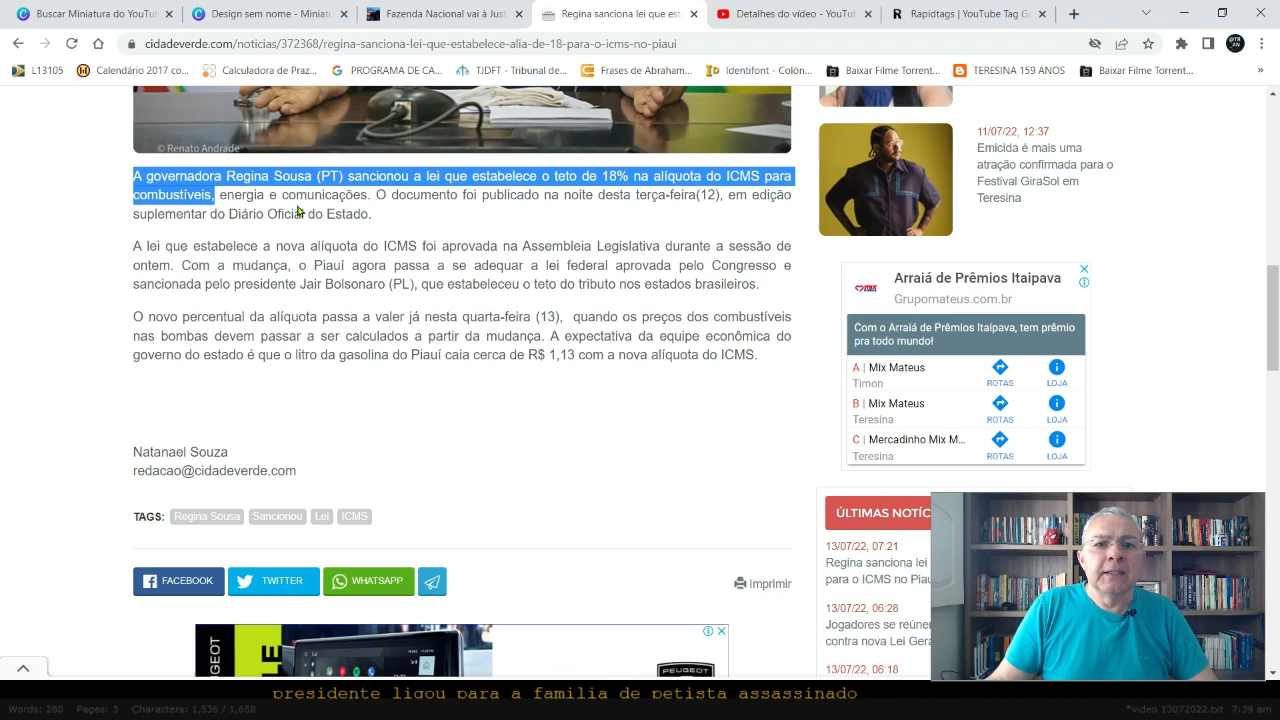 Miniatura do Youtube -
Design sem nome - Miniatu
Fazenda Nacional vai à Justi
Regina sanciona lei que est
Detalhes do vídeo - YouTub
Rapidtags | YouTube Tag Ge
cidadeverde.com/noticias/372368/regina-sanciona-lei-que-estabelece-alia-de-18-para-o-icms-no-piaui
L13105
Calendário 2017 co...
Calculadora de Praz...
PROGRAMA DE CA...
TJDFT - Tribunal de...
Frases de Abraham...
Identifont - Colón...
Baixar Filme Torrent...
TERESINA 153 ANOS
Baixar Filme Torrent...
»
© Renato Andrade
A governadora Regina Sousa (PT) sancionou a lei que estabelece o teto de 18% na alíquota do ICMS para
combustíveis, energia e comunicações. O documento foi publicado na noite desta terça-feira(12), em edição
suplementar do Diário Oficial do Estado.
A lei que estabelece a nova alíquota do ICMS foi aprovada na Assembleia Legislativa durante a sessão de
ontem. Com a mudança, o Piauí agora passa a se adequar a lei federal aprovada pelo Congresso e
sancionada pelo presidente Jair Bolsonaro (PL), que estabeleceu o teto do tributo nos estados brasileiros.
O novo percentual da alíquota passa a valer já nesta quarta-feira (13), quando os preços dos combustíveis
nas bombas devem passar a ser calculados a partir da mudança. A expectativa da equipe econômica do
governo do estado é que o litro da gasolina do Piauí caia cerca de R$ 1,13 com a nova alíquota do ICMS.
Natanael Souza
redacao@cidadeverde.com
TAGS: Regina Sousa Sancionou Lei ICMS
FACEBOOK
TWITTER
WHATSAPP
Imprimir
PEUGEOT
PEUGEOT
11/07/22, 12:37
Emicida é mais uma
atração confirmada para o
Festival GiraSol em
Teresina
Arraiá de Prêmios Itaipava
Grupomateus.com.br
Com o Arraiá de Prêmios Itaipava, tem prêmio
pra todo mundo!
A | Mix Mateus
Timon
ROTAS
LOJA
B | Mix Mateus
Teresina
ROTAS
LOJA
C | Mercadinho Mix M...
Teresina
ROTAS
LOJA
ÚLTIMAS NOTÍC
13/07/22, 07:21
Regina sanciona lei
para o ICMS no Piau
13/07/22, 06:28
Jogadores se reúner
contra nova Lei Gera
13/07/22, 06:18
presidente ligou para a família de petista assassinado
Words: 280 Pages: 3 Characters: 1,536 / 1,658
*video 13072022.txt 7:39 am